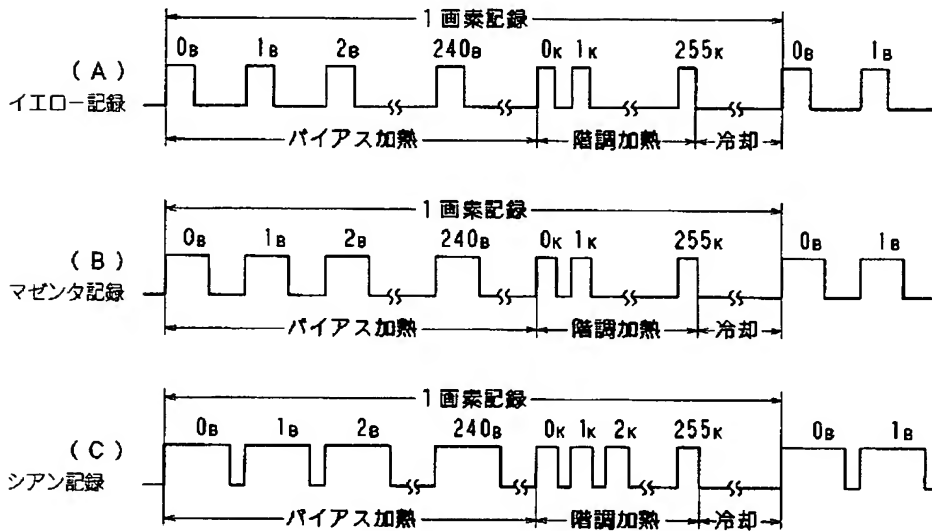 1画素記録
0B 1B 2B 240B 0K 1K 255K 0B 1B
(A)
イエロー記録
バイアス加熱 階調加熱 冷却
1画素記録
0B 1B 2B 240B 0K 1K 255K 0B 1B
(B)
マゼンタ記録
バイアス加熱 階調加熱 冷却
1画素記録
0B 1B 2B 240B 0K 1K 2K 255K 0B 1B
(C)
シアン記録
バイアス加熱 階調加熱 冷却